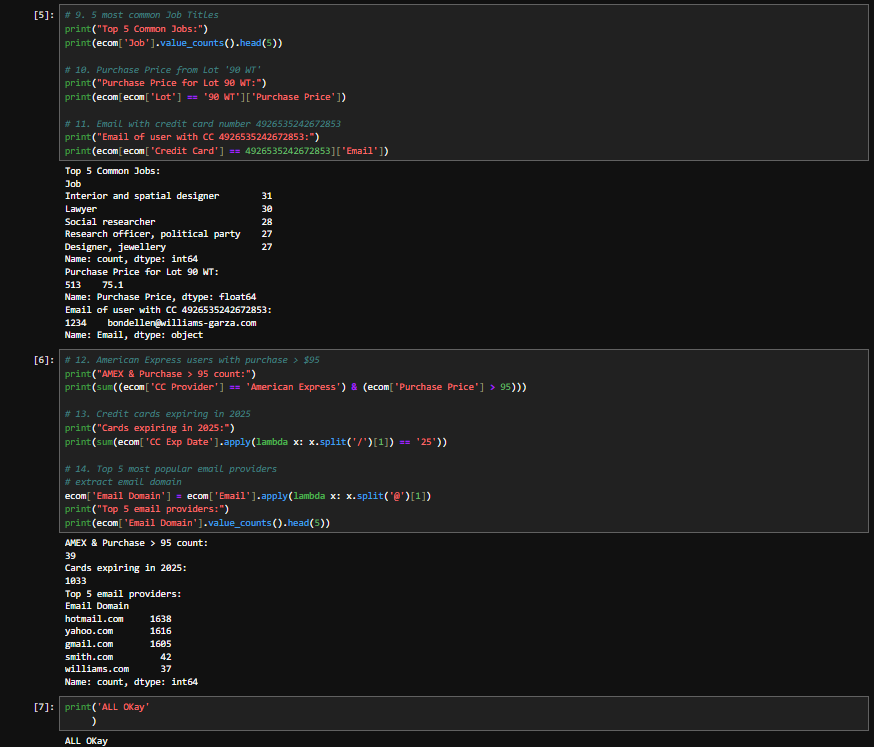 [5]: # 9. 5 most common Job Titles
print("Top 5 Common Jobs:")
print(ecom['Job'].value_counts().head(5))
# 10. Purchase Price from Lot '90 WT'
print("Purchase Price for Lot 90 WT:")
print(ecom[ecom['Lot'] == '90 WT']['Purchase Price'])
# 11. Email with credit card number 4926535242672853
print("Email of user with CC 4926535242672853:")
print(ecom[ecom['Credit Card'] == 4926535242672853]['Email'])
Top 5 Common Jobs:
Job
Interior and spatial designer 31
Lawyer 30
Social researcher 28
Research officer, political party 27
Designer, jewellery 27
Name: count, dtype: int64
Purchase Price for Lot 90 WT:
513 75.1
Name: Purchase Price, dtype: float64
Email of user with CC 4926535242672853:
1234 bondellen@williams-garza.com
Name: Email, dtype: object
[6]: # 12. American Express users with purchase > $95
print("AMEX & Purchase > 95 count:")
print(sum((ecom['CC Provider'] == 'American Express') & (ecom['Purchase Price'] > 95)))
# 13. Credit cards expiring in 2025
print("Cards expiring in 2025:")
print(sum(ecom['CC Exp Date'].apply(lambda x: x.split('/')[1]) == '25'))
# 14. Top 5 most popular email providers
# extract email domain
ecom['Email Domain'] = ecom['Email'].apply(lambda x: x.split('@')[1])
print("Top 5 email providers:")
print(ecom['Email Domain'].value_counts().head(5))
AMEX & Purchase > 95 count:
39
Cards expiring in 2025:
1033
Top 5 email providers:
Email Domain
hotmail.com 1638
yahoo.com 1616
gmail.com 1605
smith.com 42
williams.com 37
Name: count, dtype: int64
[7]: print('ALL OKay'
)
ALL OKay